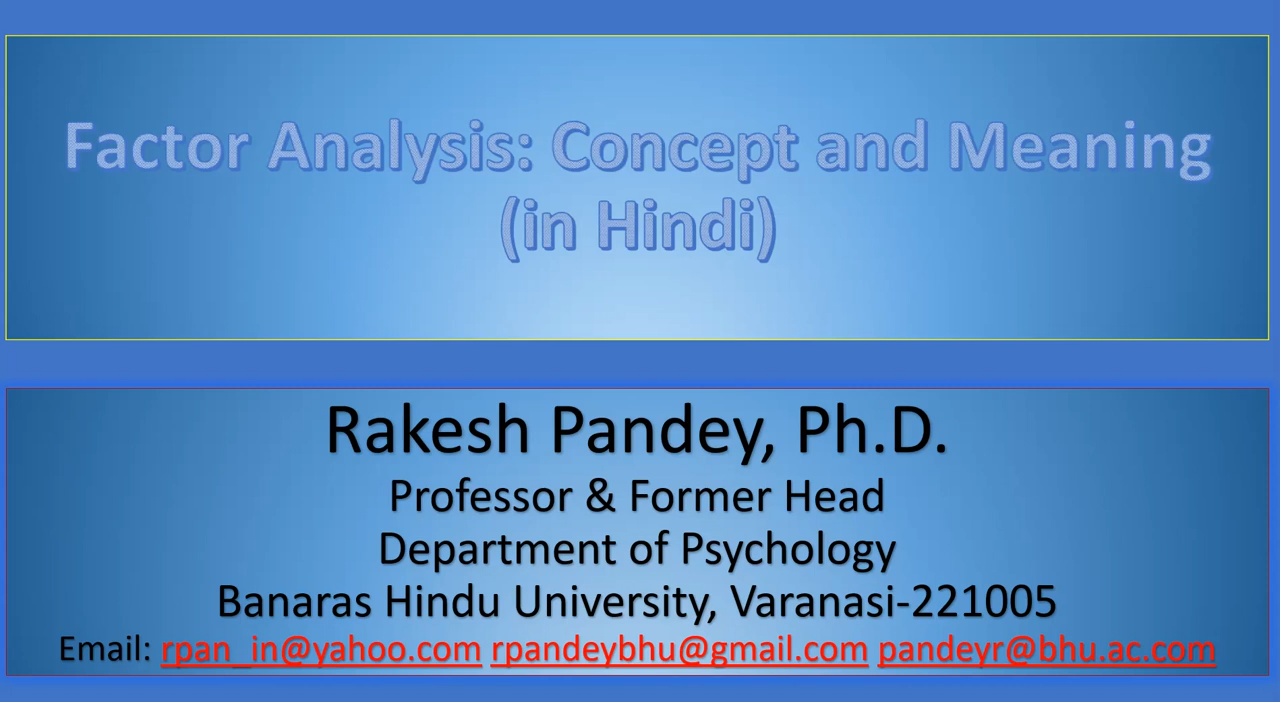 Factor Analysis: Concept and Meaning
(in Hindi)
Rakesh Pandey, Ph.D.
Professor & Former Head
Department of Psychology
Banaras Hindu University, Varanasi-221005
Email: rpan_in@yahoo.com rpandeybhu@gmail.com pandeyr@bhu.ac.com